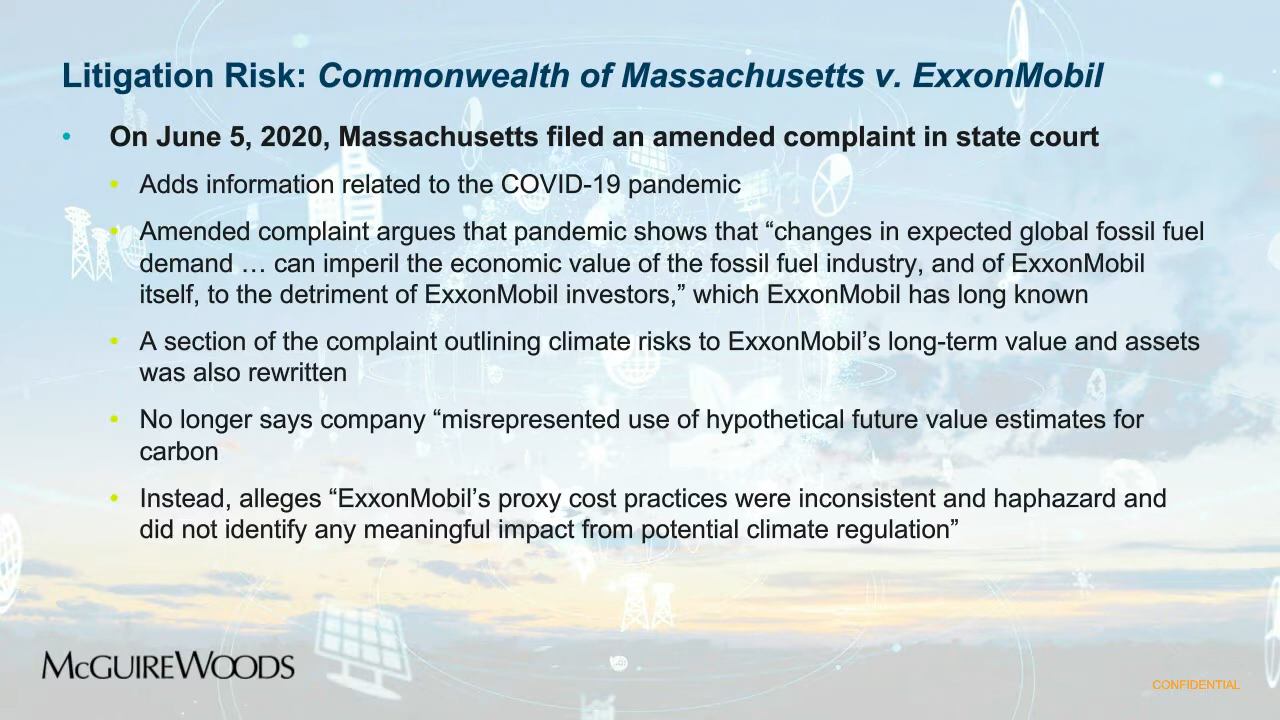 Litigation Risk: Commonwealth of Massachusetts v. ExxonMobil
• On June 5, 2020, Massachusetts filed an amended complaint in state court
• Adds information related to the COVID-19 pandemic
• Amended complaint argues that pandemic shows that “changes in expected global fossil fuel
demand … can imperil the economic value of the fossil fuel industry, and of ExxonMobil
itself, to the detriment of ExxonMobil investors,” which ExxonMobil has long known
• A section of the complaint outlining climate risks to ExxonMobil’s long-term value and assets
was also rewritten
• No longer says company “misrepresented use of hypothetical future value estimates for
carbon
• Instead, alleges “ExxonMobil’s proxy cost practices were inconsistent and haphazard and
did not identify any meaningful impact from potential climate regulation”
McGuireWoods
CONFIDENTIAL